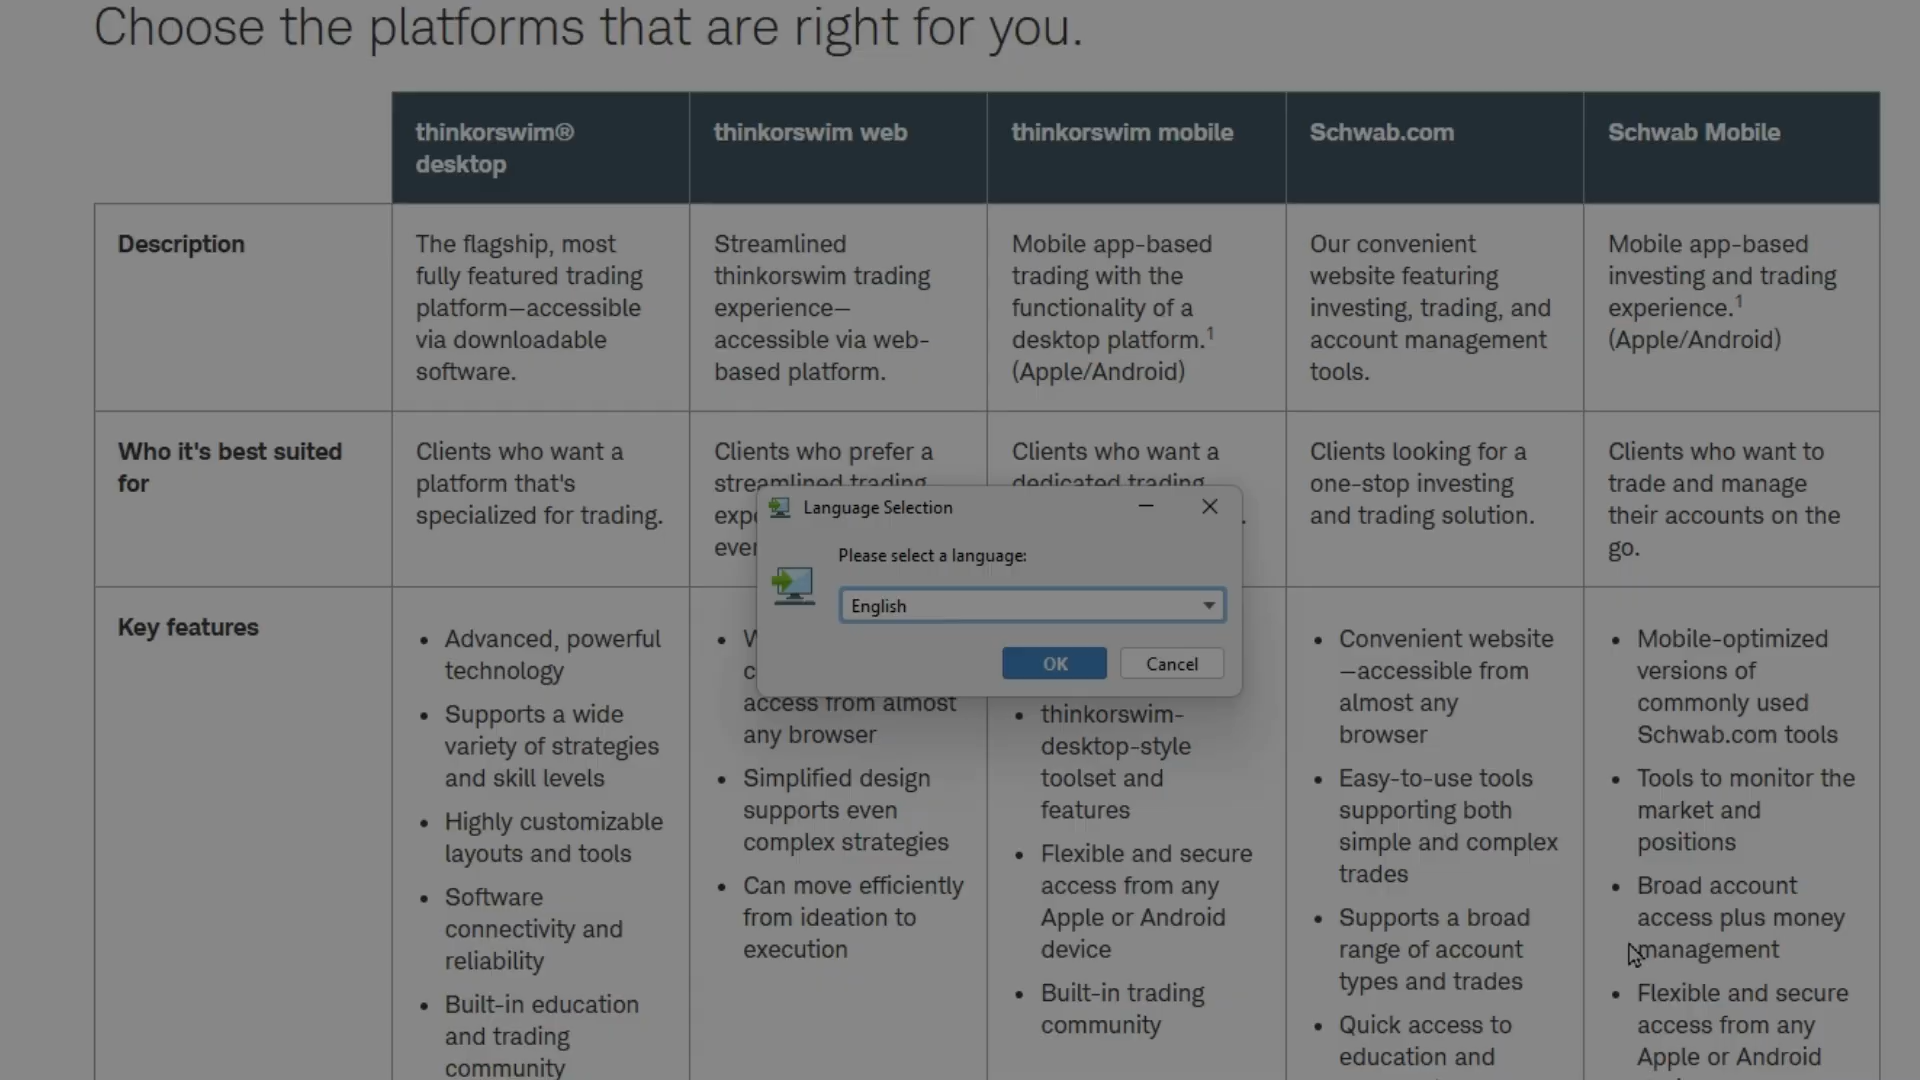 Choose the platforms that are right for you.
thinkorswim®
desktop
thinkorswim web
thinkorswim mobile
Schwab.com
Schwab Mobile
Description
The flagship, most
fully featured trading
platform—accessible
via downloadable
software.
Streamlined
thinkorswim trading
experience—
accessible via web-
based platform.
Mobile app-based
trading with the
functionality of a
desktop platform.1
(Apple/Android)
Our convenient
website featuring
investing, trading, and
account management
tools.
Mobile app-based
investing and trading
experience.1
(Apple/Android)
Who it's best suited
for
Clients who want a
platform that's
specialized for trading.
Clients who prefer a
streamlined trading
Clients who want a
dedicated trading
Clients looking for a
one-stop investing
and trading solution.
Clients who want to
trade and manage
their accounts on the
go.
Language Selection
Please select a language:
English
OK
Cancel
Key features
• Advanced, powerful
technology
• Supports a wide
variety of strategies
and skill levels
• Highly customizable
layouts and tools
• Software
connectivity and
reliability
• Built-in education
and trading
community
access from almost
any browser
• Simplified design
supports even
complex strategies
• Can move efficiently
from ideation to
execution
• thinkorswim-
desktop-style
toolset and
features
• Flexible and secure
access from any
Apple or Android
device
• Built-in trading
community
• Convenient website
—accessible from
almost any
browser
• Easy-to-use tools
supporting both
simple and complex
trades
• Supports a broad
range of account
types and trades
• Quick access to
education and
• Mobile-optimized
versions of
commonly used
Schwab.com tools
• Tools to monitor the
market and
positions
• Broad account
access plus money
management
• Flexible and secure
access from any
Apple or Android